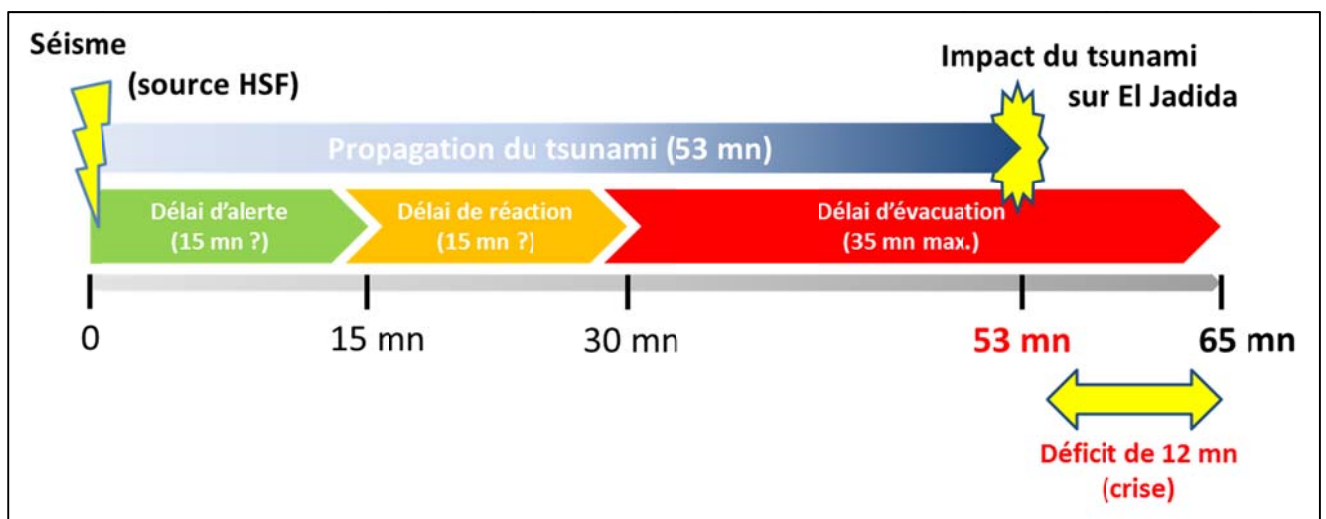 Séisme
(source HSF)
Impact du tsunami
sur El Jadida
Propagation du tsunami (53 mn)
Délai d'alerte
(15 mn ?)
Délai de réaction
(15 mn ?)
Délai d'évacuation
(35 mn max.)
0
15 mn
30 mn
53 mn
65 mn
Déficit de 12 mn
(crise)